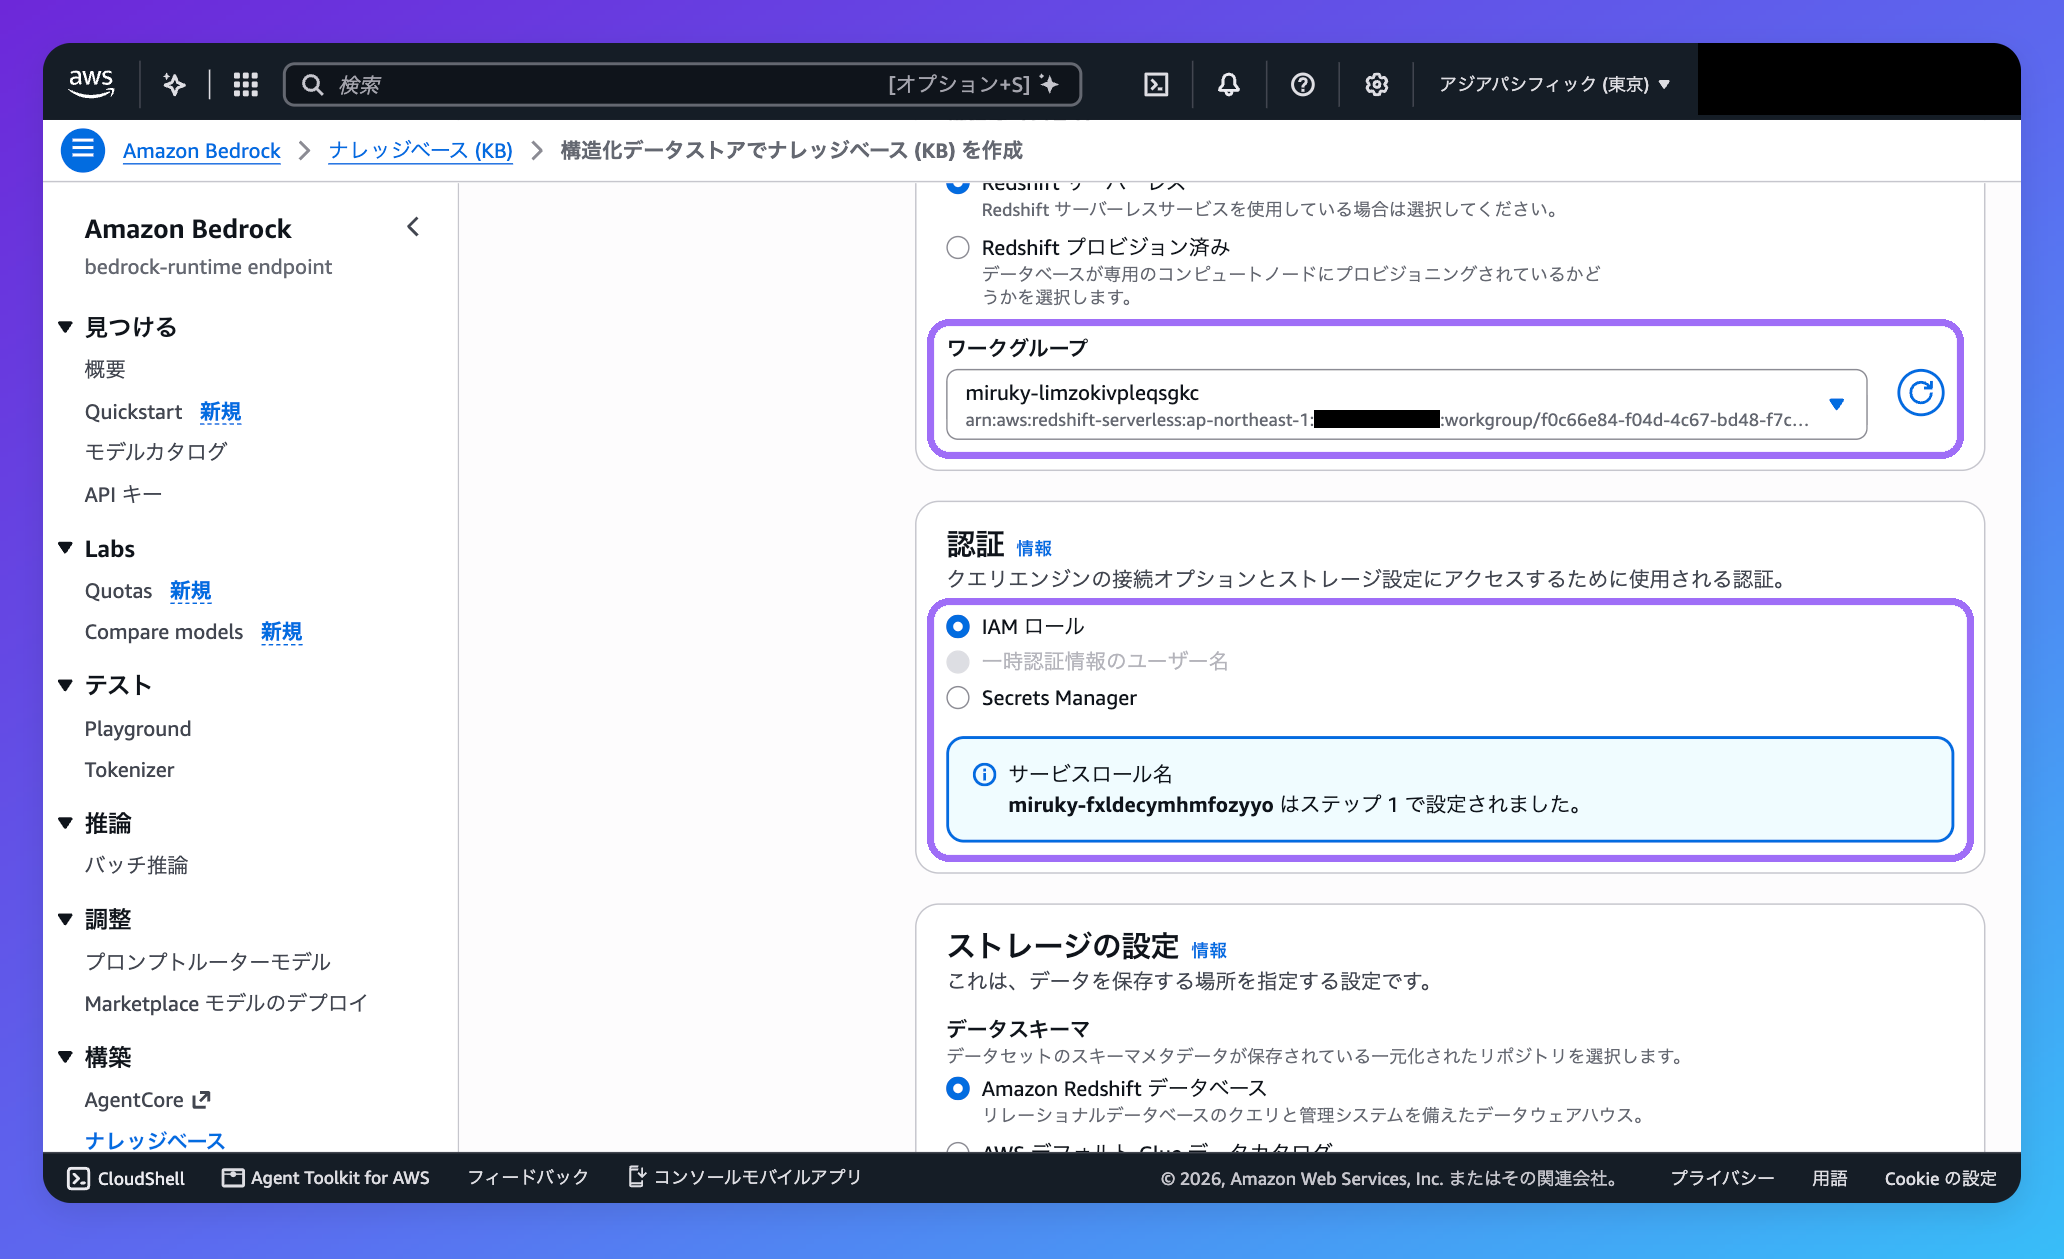 aws
検索
[オプション+S]
アジアパシフィック (東京)
Amazon Bedrock
ナレッジベース (KB)
構造化データストアでナレッジベース (KB) を作成
Amazon Bedrock
bedrock-runtime endpoint
見つける
概要
Quickstart 新規
モデルカタログ
API キー
Labs
Quotas 新規
Compare models 新規
テスト
Playground
Tokenizer
推論
バッチ推論
調整
プロンプトルーターモデル
Marketplace モデルのデプロイ
構築
AgentCore
ナレッジベース
Redshift サーバーレス
Redshift サーバーレスサービスを使用している場合は選択してください。
Redshift プロビジョン済み
データベースが専用のコンピュートノードにプロビジョニングされているかど
うかを選択します。
ワークグループ
miruky-limzokivpleqsgkc
arn:aws:redshift-serverless:ap-northeast-1: :workgroup/f0c66e84-f04d-4c67-bd48-f7c...
認証 情報
クエリエンジンの接続オプションとストレージ設定にアクセスするために使用される認証。
IAM ロール
一時認証情報のユーザー名
Secrets Manager
サービスロール名
miruky-fxldecymhmfozyyo はステップ 1 で設定されました。
ストレージの設定 情報
これは、データを保存する場所を指定する設定です。
データスキーマ
データセットのスキーマメタデータが保存されている一元化されたリポジトリを選択します。
Amazon Redshift データベース
リレーショナルデータベースのクエリと管理システムを備えたデータウェアハウス。
AWS デフォルト Glue データカタログ
CloudShell
Agent Toolkit for AWS
フィードバック
コンソールモバイルアプリ
© 2026, Amazon Web Services, Inc. またはその関連会社。
プライバシー
用語
Cookie の設定